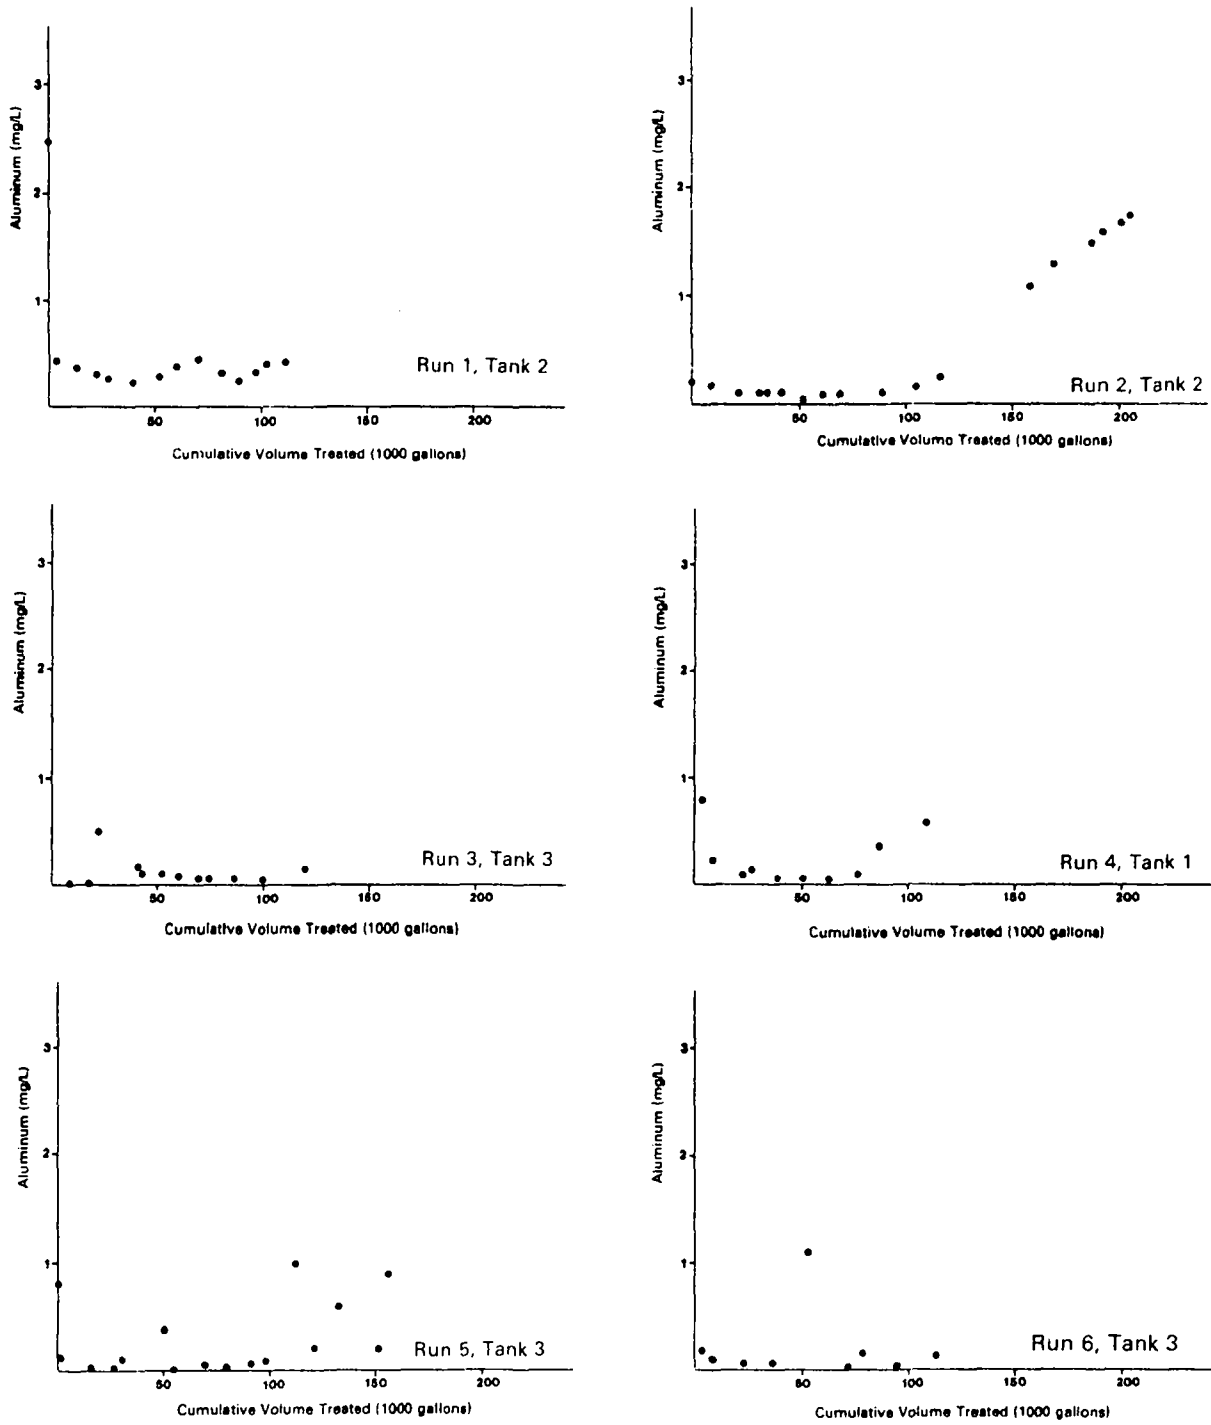 Aluminum (mg/L)
3
2
1
50
100
150
200
Cumulative Volume Treated (1000 gallons)
Run 1, Tank 2
Aluminum (mg/L)
3
2
1
50
100
150
200
Cumulative Volume Treated (1000 gallons)
Run 2, Tank 2
Aluminum (mg/L)
3
2
1
50
100
150
200
Cumulative Volume Treated (1000 gallons)
Run 3, Tank 3
Aluminum (mg/L)
3
2
1
50
100
150
200
Cumulative Volume Treated (1000 gallons)
Run 4, Tank 1
Aluminum (mg/L)
3
2
1
50
100
150
200
Cumulative Volume Treated (1000 gallons)
Run 5, Tank 3
Aluminum (mg/L)
3
2
1
50
100
150
200
Cumulative Volume Treated (1000 gallons)
Run 6, Tank 3